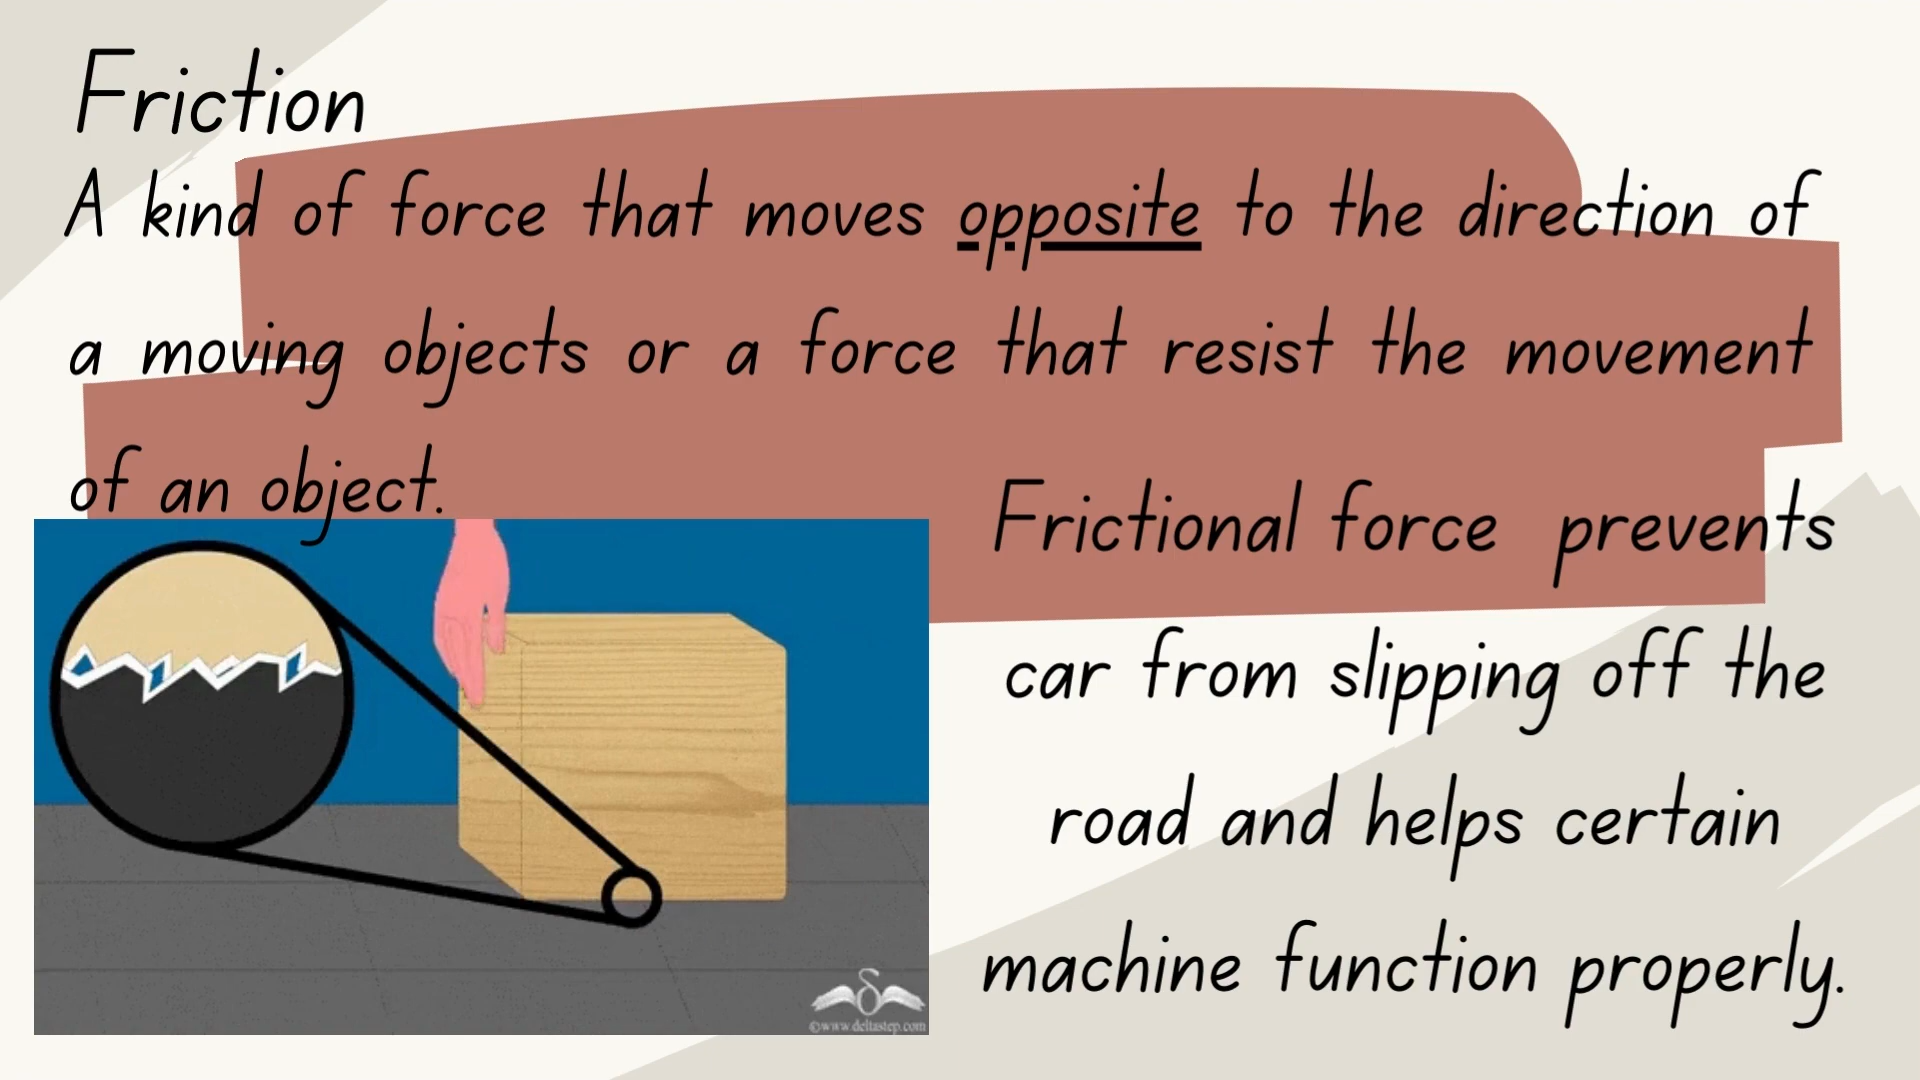 Friction
A kind of force that moves opposite to the direction of
a moving objects or a force that resist the movement
of an object.
Frictional force prevents
car from slipping off the
road and helps certain
machine function properly.
©www.deltastep.com